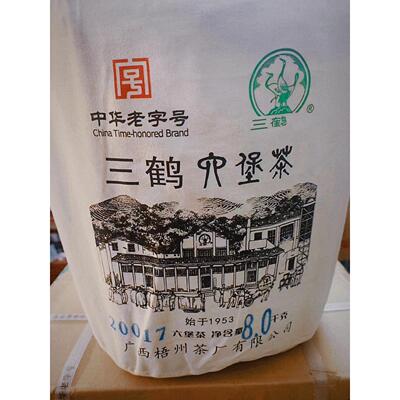 中华老字号
China Time-honored Brand
三鹤
®
三鹤六堡茶
始于1953
20017 六堡茶 净含量8.0千克
广西梧州茶厂有限公司